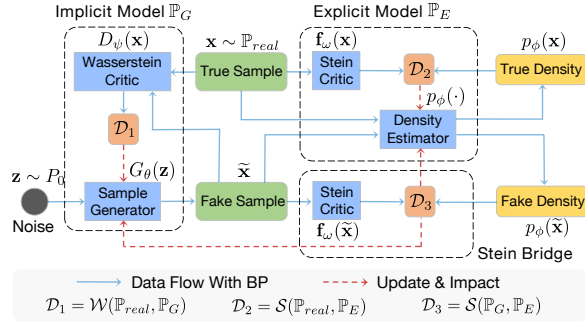 Implicit Model ℙ_G
Explicit Model ℙ_E
D_ψ(x)
x ∼ ℙ_real
f_ω(x)
p_ϕ(x)
Wasserstein
Critic
True Sample
Stein
Critic
𝒟_2
True Density
p_ϕ(·)
𝒟_1
Density
Estimator
z ∼ P_0
G_θ(z)
x̃
Sample
Generator
Fake Sample
Stein
Critic
𝒟_3
Fake Density
Noise
f_ω(x̃)
p_ϕ(x̃)
Stein Bridge
Data Flow With BP
Update & Impact
𝒟_1 = 𝒲(ℙ_real, ℙ_G)
𝒟_2 = 𝒮(ℙ_real, ℙ_E)
𝒟_3 = 𝒮(ℙ_G, ℙ_E)